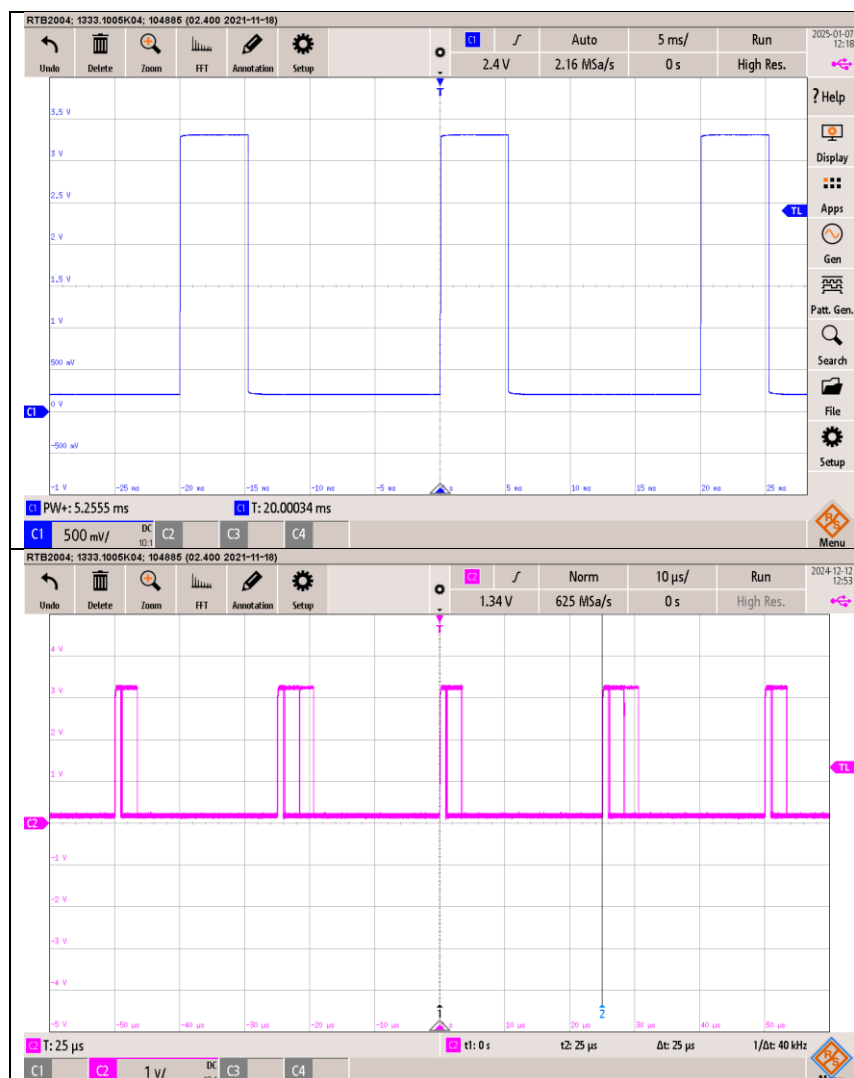 RTB2004; 1333.1005K04; 104885 (02.400 2021-11-18)
Undo Delete Zoom FFT Annotation Setup
C1 Auto 5 ms/ Run
2.4 V 2.16 MSa/s 0 s High Res.
2025-01-07
12:18
T
? Help
Display
Apps
Gen
Patt. Gen.
Search
File
Setup
Menu
3.5 V
3 V
2.5 V
TL
2 V
1.5 V
1 V
500 mV
C1 0 V
-500 mV
-1 V -25 ms -20 ms -15 ms -10 ms -5 ms s 5 ms 10 ms 15 ms 20 ms 25 ms
C1 PW+: 5.2555 ms C1 T: 20.00034 ms
C1 500 mV/ DC 10:1 C2 C3 C4
RTB2004; 1333.1005K04; 104885 (02.400 2021-11-18)
Undo Delete Zoom FFT Annotation Setup
C2 Norm 10 µs/ Run
1.34 V 625 MSa/s 0 s High Res.
2024-12-12
12:53
T
4 V
3 V
2 V
TL
1 V
C2
-1 V
-2 V
-3 V
-4 V
1 2
-5 V -50 µs -40 µs -30 µs -20 µs -10 µs s 10 µs 20 µs 30 µs 40 µs 50 µs
C2 T: 25 µs C2 t1: 0 s t2: 25 µs Δt: 25 µs 1/Δt: 40 kHz
C1 C2 1 V/ DC C3 C4